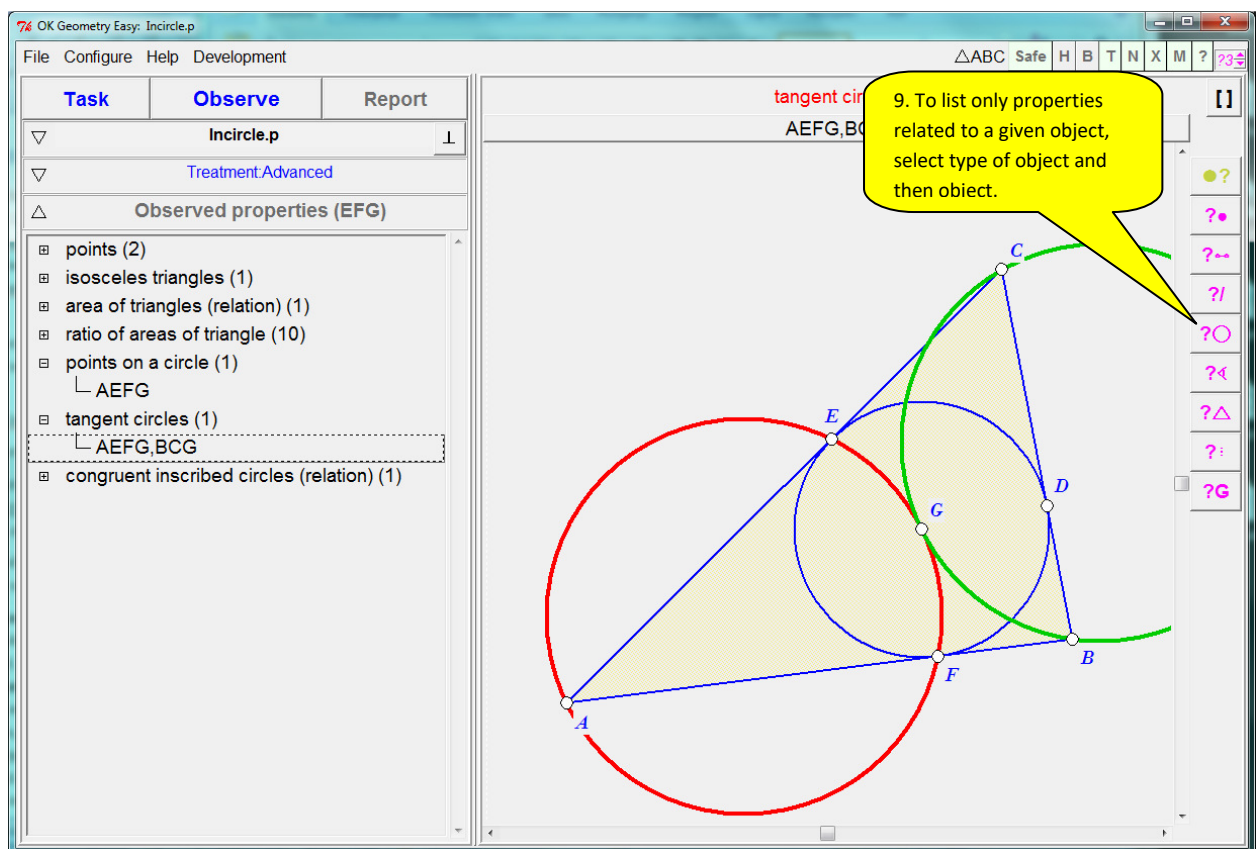 OK Geometry Easy: Incircle.p
File Configure Help Development
△ABC Safe H B T N X M ? ?3
Task Observe Report
Incircle.p
Treatment:Advanced
Observed properties (EFG)
points (2)
isosceles triangles (1)
area of triangles (relation) (1)
ratio of areas of triangle (10)
points on a circle (1)
AEFG
tangent circles (1)
AEFG,BCG
congruent inscribed circles (relation) (1)
tangent cir
[ ]
AEFG,BC
9. To list only properties
related to a given object,
select type of object and
then object.
●?
?●
?
?/
?○
?∢
?△
?⋮
?G
C
E
D
G
B
F
A